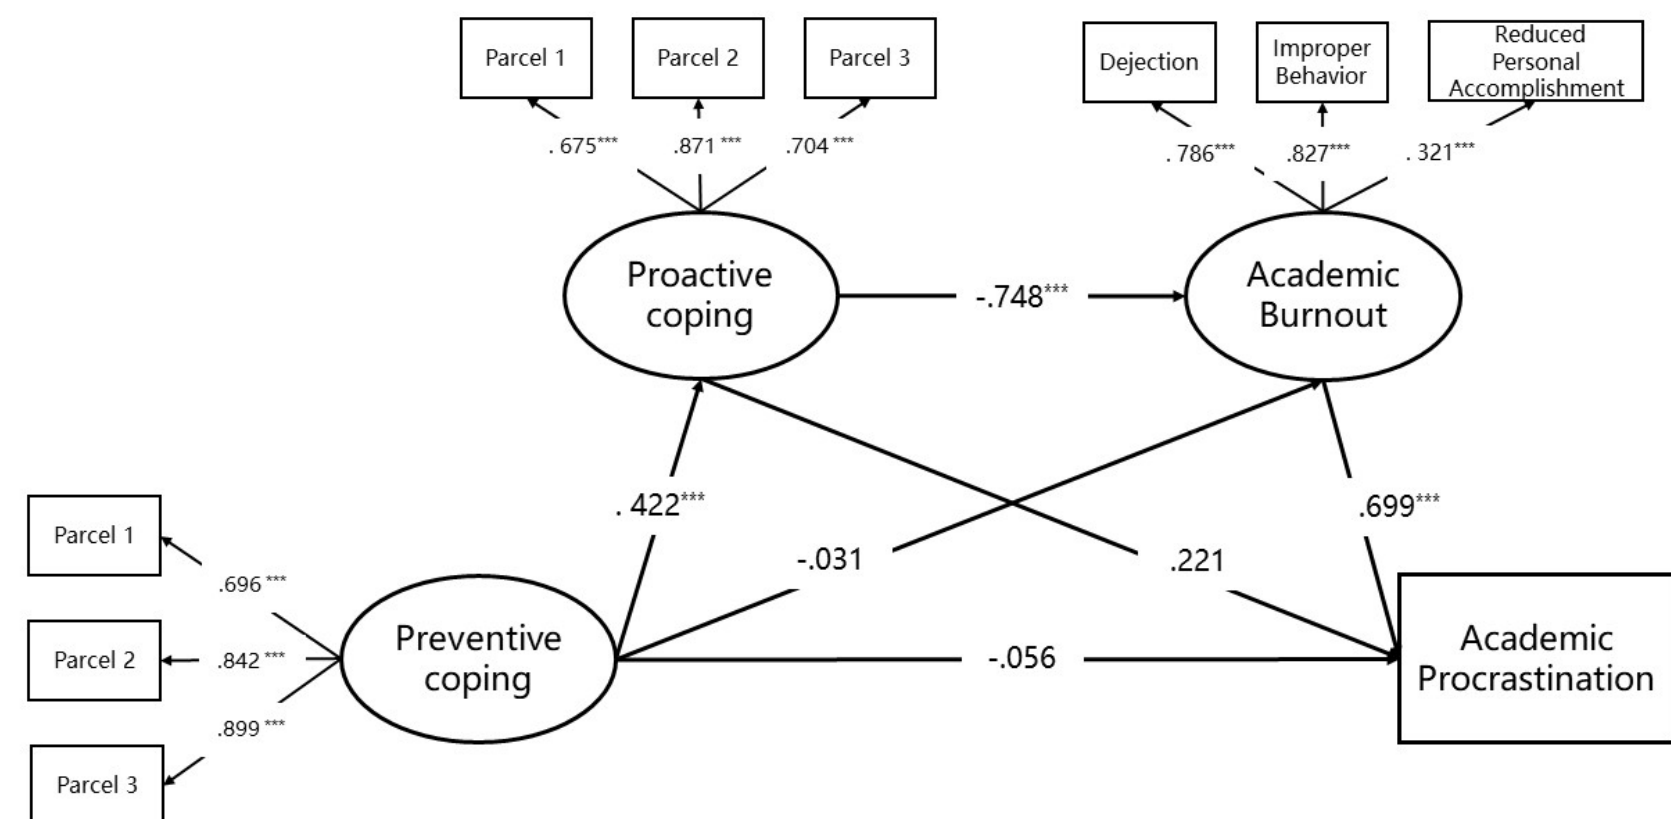 Parcel 1
Parcel 2
Parcel 3
Dejection
Improper
Behavior
Reduced
Personal
Accomplishment
. 675***
.871 ***
.704 ***
. 786***
.827***
. 321***
Proactive
coping
-.748***
Academic
Burnout
. 422***
-.031
.221
.699***
Parcel 1
.696 ***
Parcel 2
.842 ***
Parcel 3
.899 ***
Preventive
coping
-.056
Academic
Procrastination